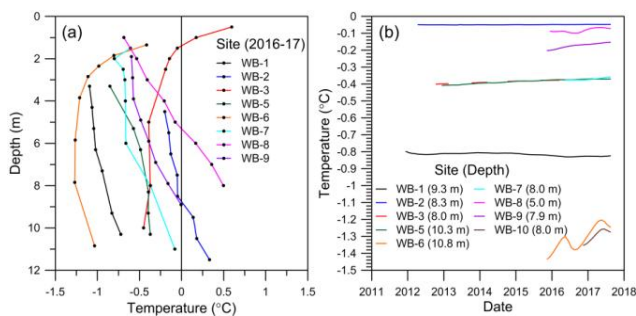 (a)
Site (2016-17)
WB-1
WB-2
WB-3
WB-5
WB-6
WB-7
WB-8
WB-9
0
2
4
6
8
10
12
Depth (m)
-1.5 -1 -0.5 0 0.5 1 1.5
Temperature (°C)
(b)
0
-0.1
-0.2
-0.3
-0.4
-0.5
-0.6
-0.7
-0.8
-0.9
-1
-1.1
-1.2
-1.3
-1.4
-1.5
Temperature (°C)
Site (Depth)
WB-1 (9.3 m) WB-7 (8.0 m)
WB-2 (8.3 m) WB-8 (5.0 m)
WB-3 (8.0 m) WB-9 (7.9 m)
WB-5 (10.3 m) WB-10 (8.0 m)
WB-6 (10.8 m)
2011 2012 2013 2014 2015 2016 2017 2018
Date